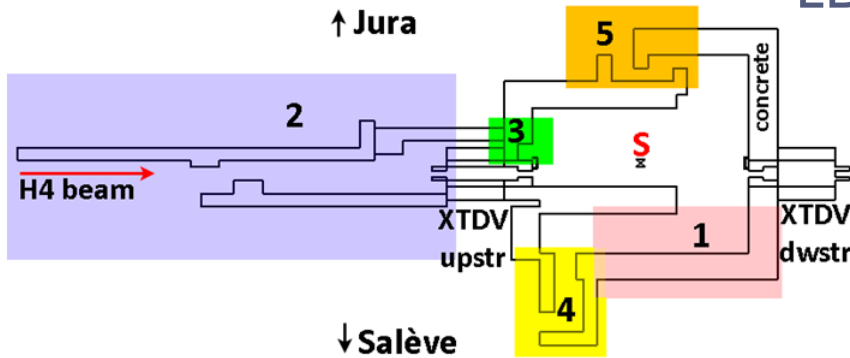 ↑ Jura
5
concrete
2
3
S
H4 beam
XTDV
upstr
1
XTDV
dwstr
4
↓ Salève